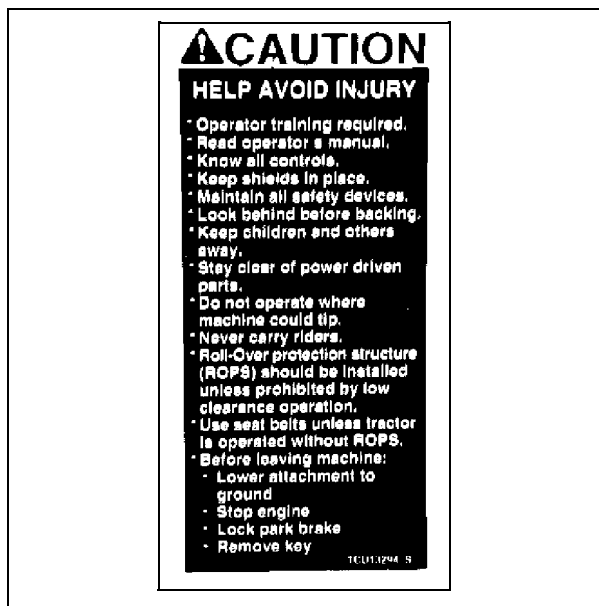 CAUTION
HELP AVOID INJURY
* Operator training required.
* Read operator s manual.
* Know all controls.
* Keep shields in place.
* Maintain all safety devices.
* Look behind before backing.
* Keep children and others
away.
* Stay clear of power driven
parts.
* Do not operate where
machine could tip.
* Never carry riders.
* Roll-Over protection structure
(ROPS) should be installed
unless prohibited by low
clearance operation.
* Use seat belts unless tractor
is operated without ROPS.
* Before leaving machine:
- Lower attachment to
ground
- Stop engine
- Lock park brake
- Remove key
TCU13294 S